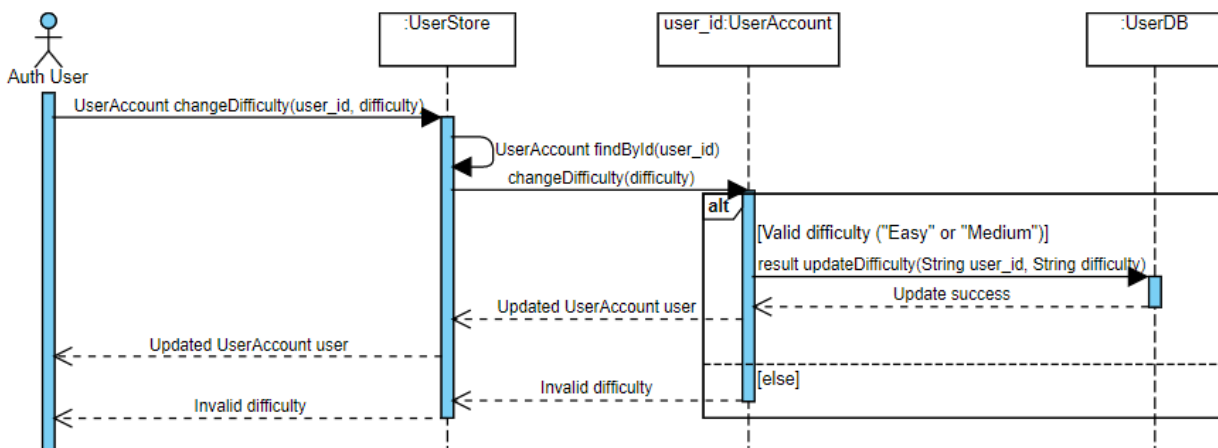 :UserStore
user_id:UserAccount
:UserDB
Auth User
UserAccount changeDifficulty(user_id, difficulty)
UserAccount findById(user_id)
changeDifficulty(difficulty)
alt
[Valid difficulty ("Easy" or "Medium")]
result updateDifficulty(String user_id, String difficulty)
Update success
Updated UserAccount user
Updated UserAccount user
[else]
Invalid difficulty
Invalid difficulty